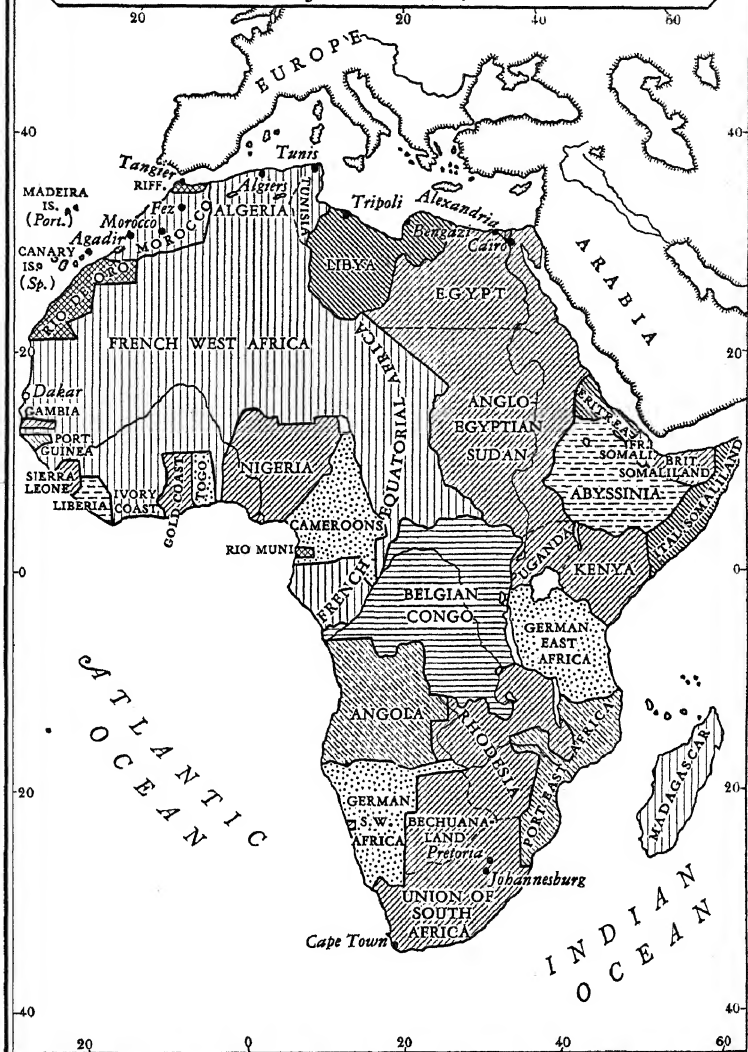 20
0
20
40
60
EUROPE
40
40
Tangier
RIFF.
Tunis
Algiers
MADEIRA
IS.
(Port.)
Fez
Morocco
MOROCCO
ALGERIA
TUNISIA
Tripoli
Alexandria
Bengazi
Cairo
Agadir
CANARY
IS.
(Sp.)
RIO D'ORO
LIBYA
EGYPT
ARABIA
20
20
FRENCH WEST AFRICA
FRENCH EQUATORIAL AFRICA
ANGLO-
EGYPTIAN
SUDAN
ERITREA
Dakar
GAMBIA
PORT.
GUINEA
SIERRA
LEONE
LIBERIA
IVORY
COAST
GOLD COAST
TOGO
NIGERIA
CAMEROONS
(FR.)
SOMALI.
BRIT.
SOMALILAND
ABYSSINIA
ITAL. SOMALILAND
RIO MUNI
0
0
UGANDA
KENYA
BELGIAN
CONGO
GERMAN
EAST
AFRICA
ATLANTIC
OCEAN
ANGOLA
RHODESIA
PORT. EAST AFRICA
MADAGASCAR
20
20
GERMAN
S.W.
AFRICA
BECHUANA-
LAND
Pretoria
Johannesburg
UNION OF
SOUTH
AFRICA
Cape Town
INDIAN
OCEAN
40
40
20
0
20
40
60